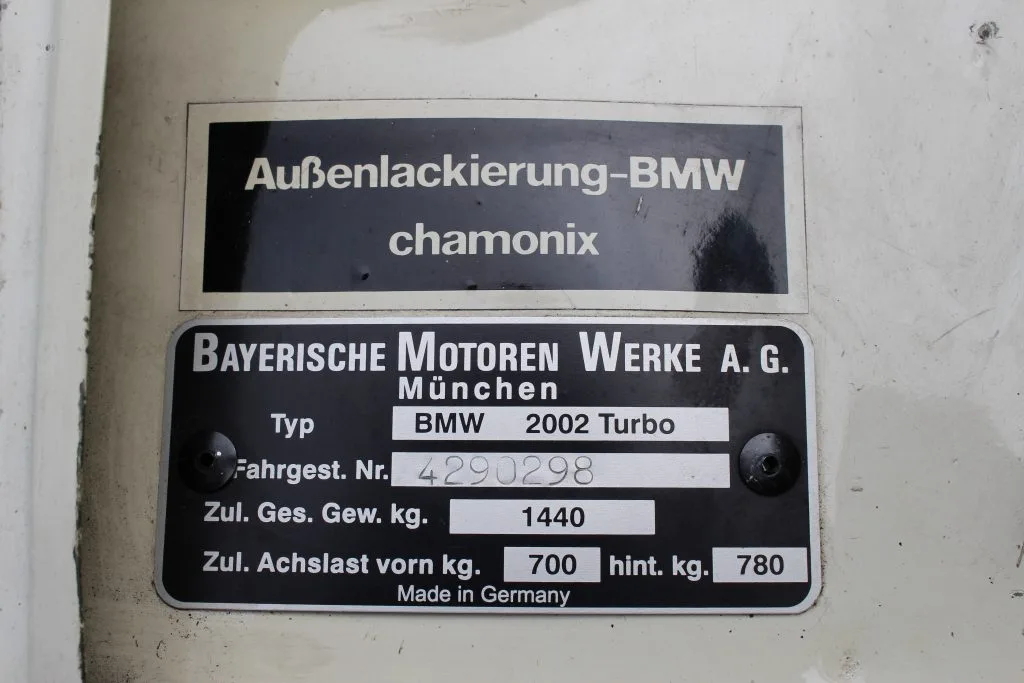 Außenlackierung-BMW
chamonix
BAYERISCHE MOTOREN WERKE A. G.
München
Typ BMW 2002 Turbo
Fahrgest. Nr. 4290298
Zul. Ges. Gew. kg. 1440
Zul. Achslast vorn kg. 700 hint. kg. 780
Made in Germany